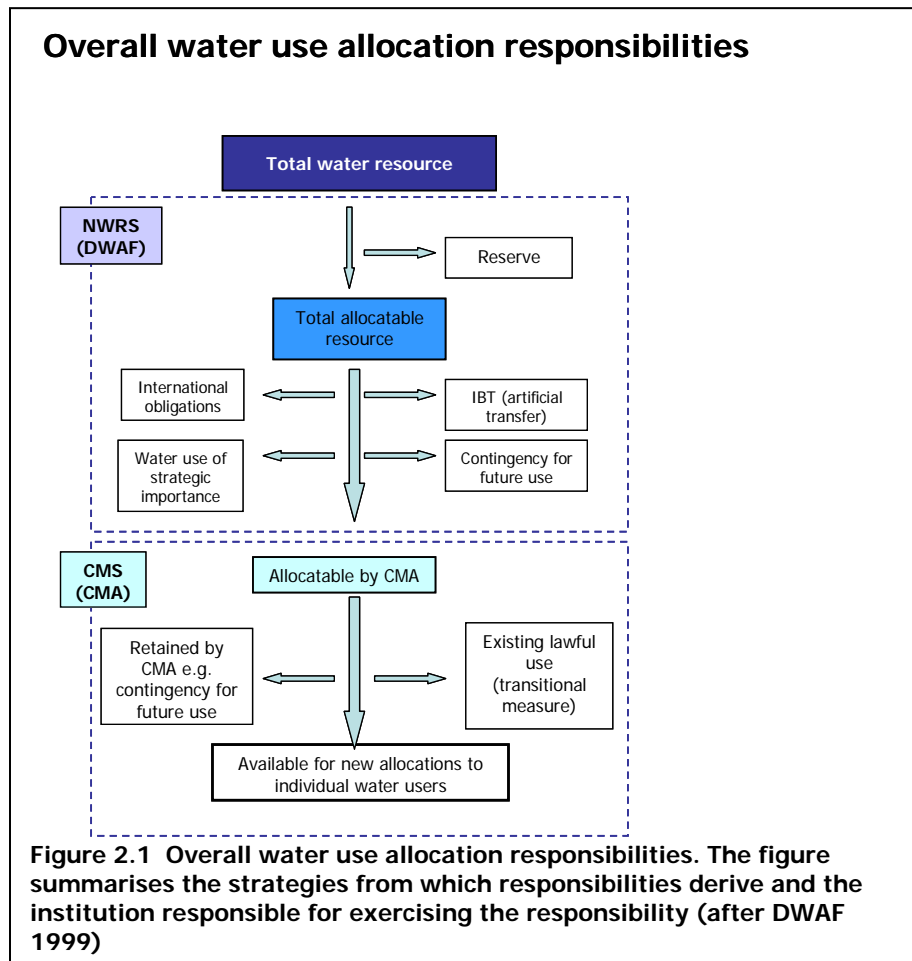 Overall water use allocation responsibilities
Total water resource
NWRS
(DWAF)
Reserve
Total allocatable
resource
International
obligations
IBT (artificial
transfer)
Water use of
strategic
importance
Contingency for
future use
CMS
(CMA)
Allocatable by CMA
Retained by
CMA e.g.
contingency for
future use
Existing lawful
use
(transitional
measure)
Available for new allocations to
individual water users
Figure 2.1 Overall water use allocation responsibilities. The figure
summarises the strategies from which responsibilities derive and the
institution responsible for exercising the responsibility (after DWAF
1999)